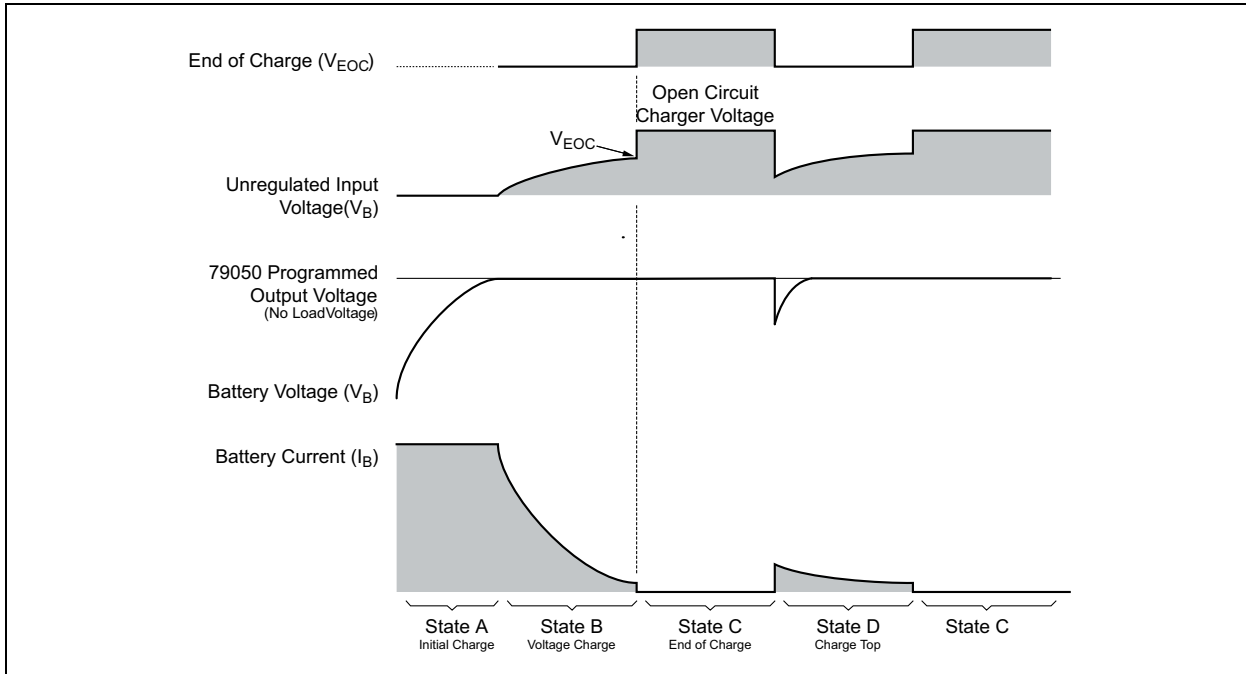 End of Charge (VEOC)
Open Circuit
Charger Voltage
VEOC
Unregulated Input
Voltage(VB)
79050 Programmed
Output Voltage
(No LoadVoltage)
Battery Voltage (VB)
Battery Current (IB)
State A
Initial Charge
State B
Voltage Charge
State C
End of Charge
State D
Charge Top
State C